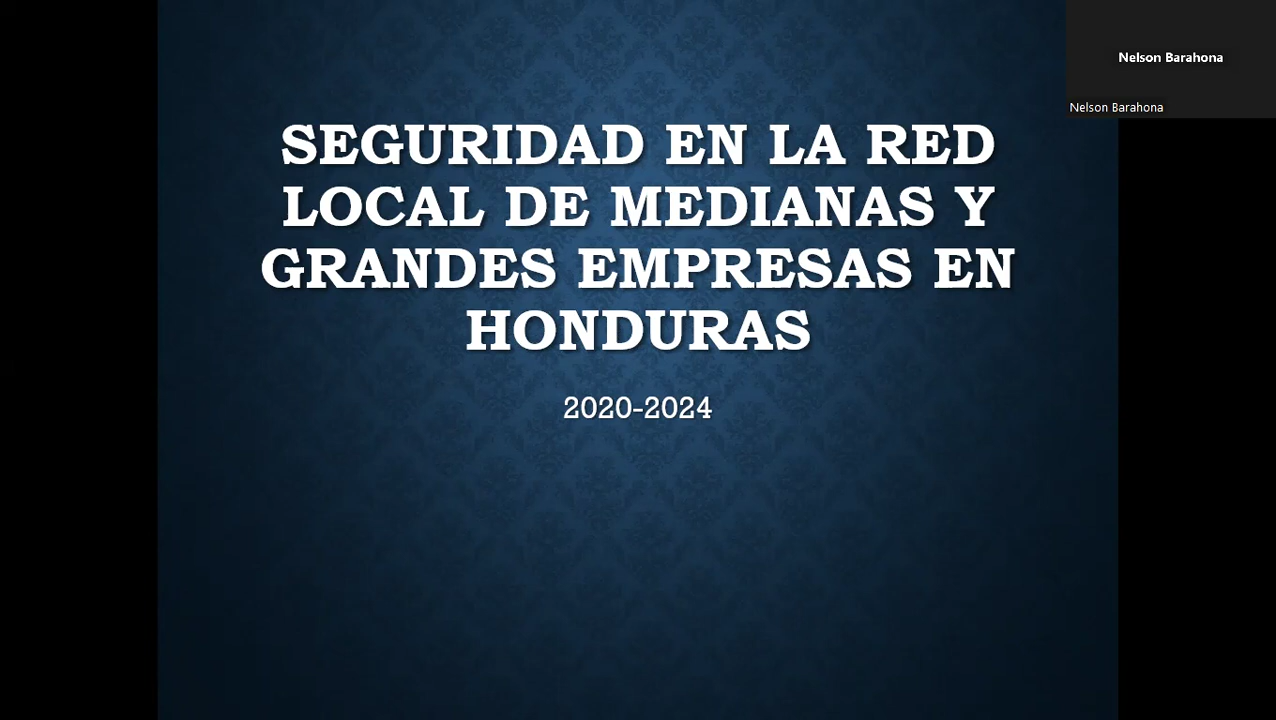 Nelson Barahona
Nelson Barahona
SEGURIDAD EN LA RED
LOCAL DE MEDIANAS Y
GRANDES EMPRESAS EN
HONDURAS
2020-2024